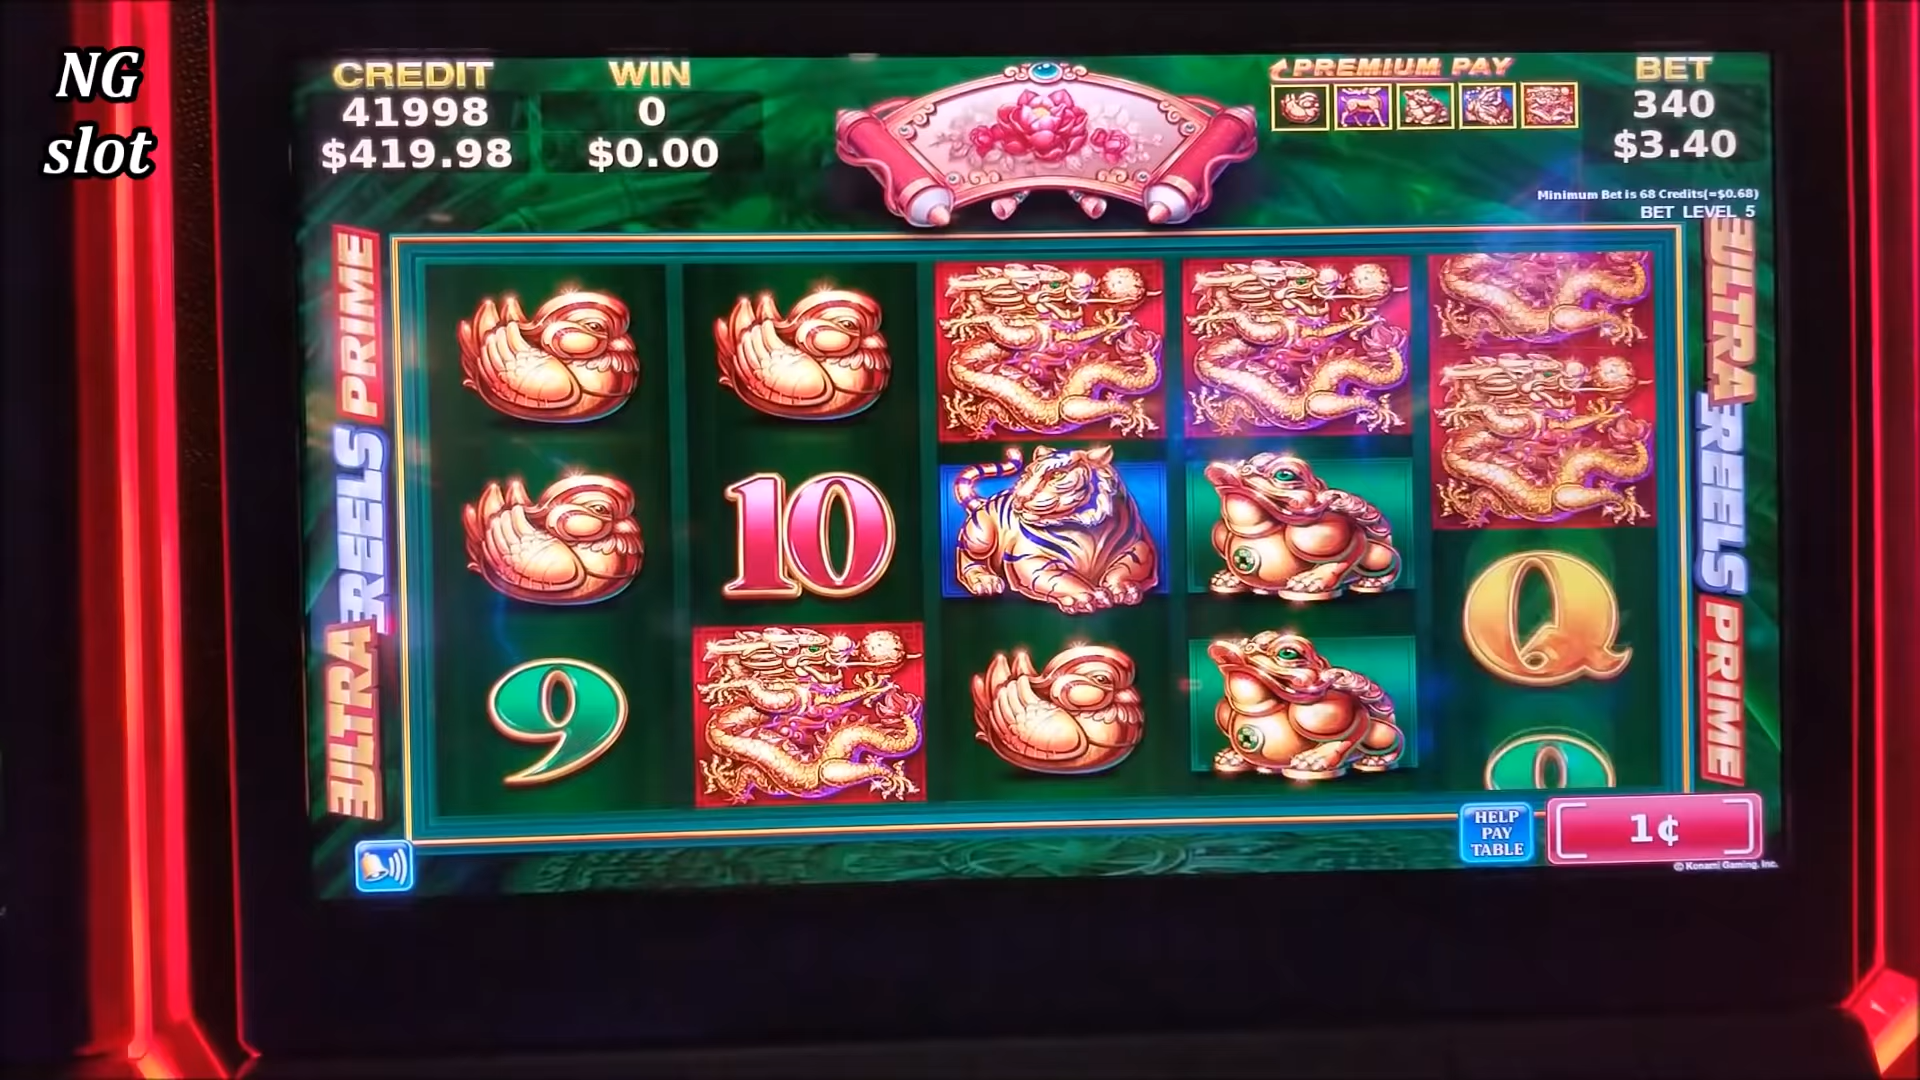 NG
slot
CREDIT
41998
$419.98
WIN
0
$0.00
PREMIUM PAY
BET
340
$3.40
Minimum Bet is 68 Credits(=$0.68)
BET LEVEL 5
ULTRA REELS PRIME
ULTRA REELS PRIME
10
9
Q
HELP
PAY
TABLE
1¢
© Konami Gaming, Inc.